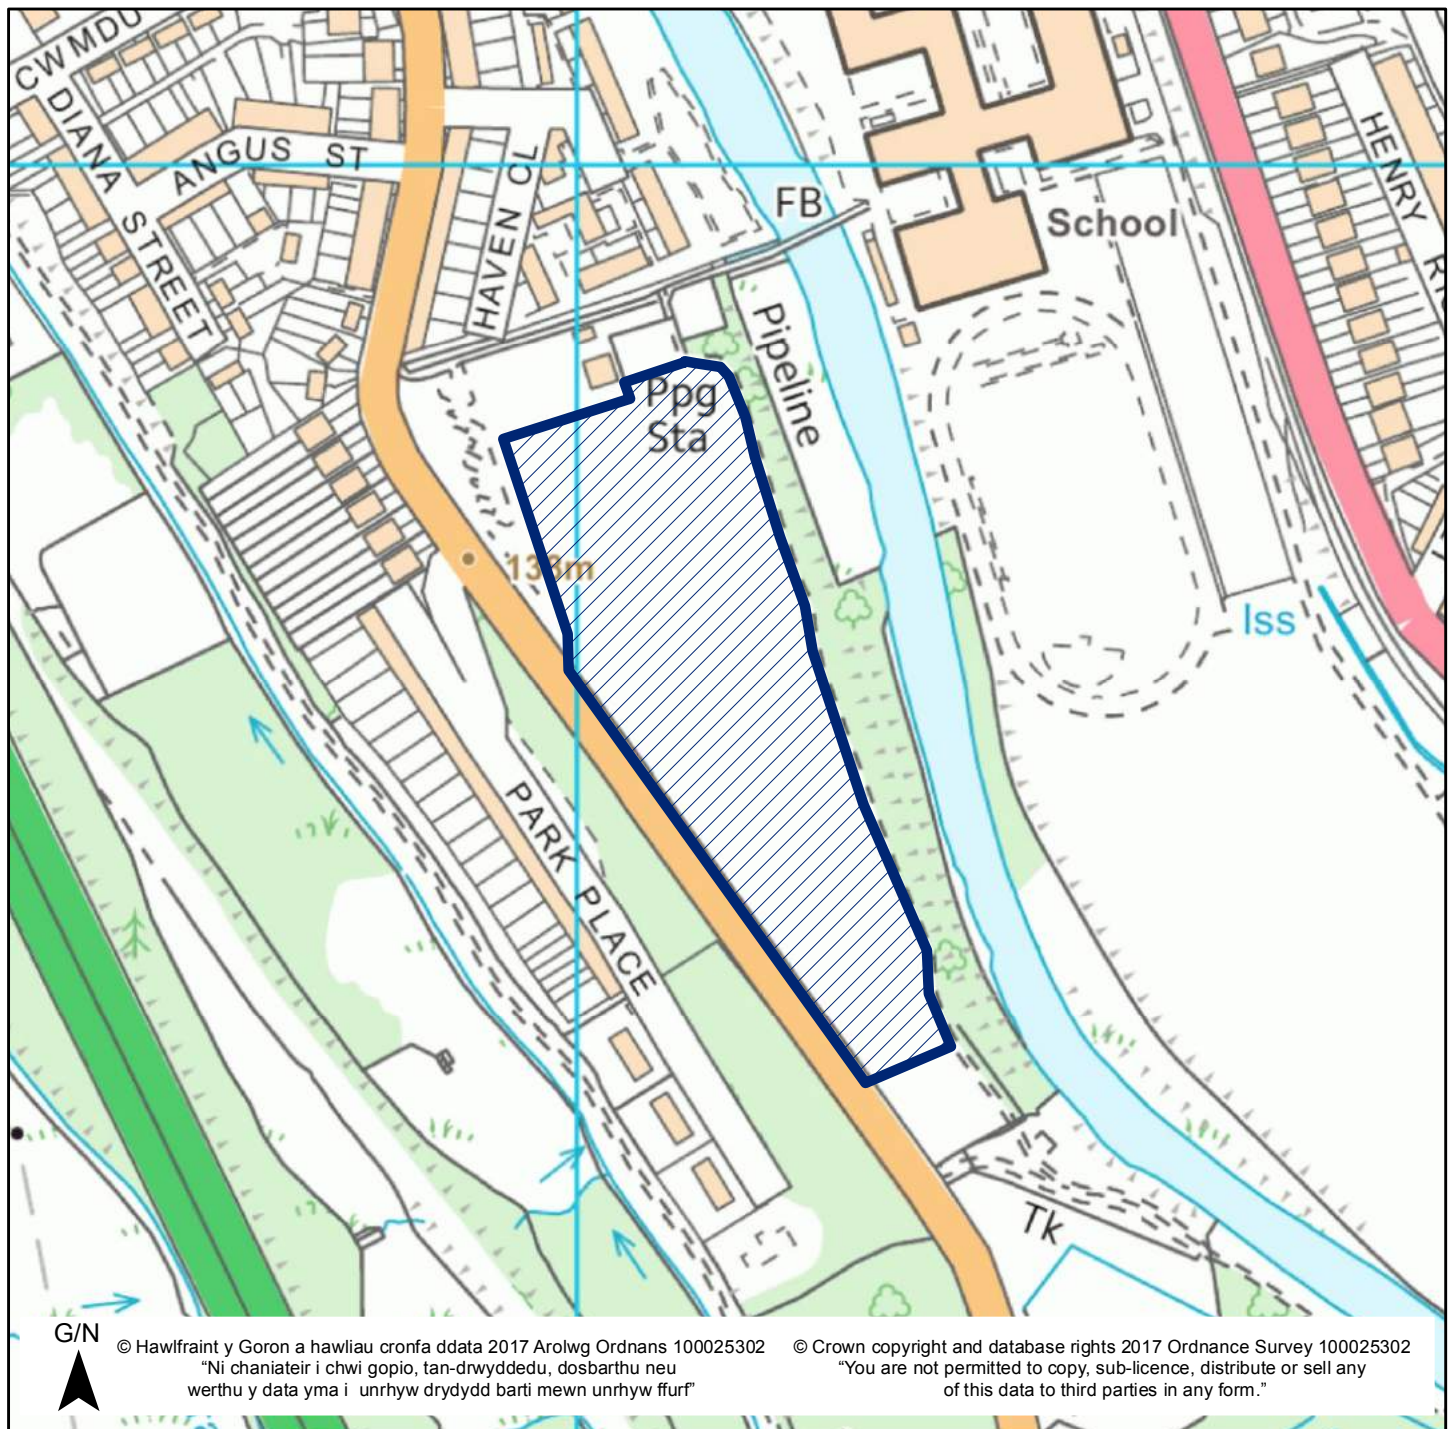 CWMDU
DIANA STREET
ANGUS ST
HAVEN CL
FB
School
HENRY
Pipeline
Ppg
Sta
133m
Iss
PARK PLACE
Tk
G/N
© Hawlfraint y Goron a hawliau cronfa ddata 2017 Arolwg Ordnans 100025302
“Ni chaniateir i chwi gopio, tan-drwyddedu, dosbarthu neu
werthu y data yma i unrhyw drydydd barti mewn unrhyw ffurf”
© Crown copyright and database rights 2017 Ordnance Survey 100025302
“You are not permitted to copy, sub-licence, distribute or sell any
of this data to third parties in any form.”